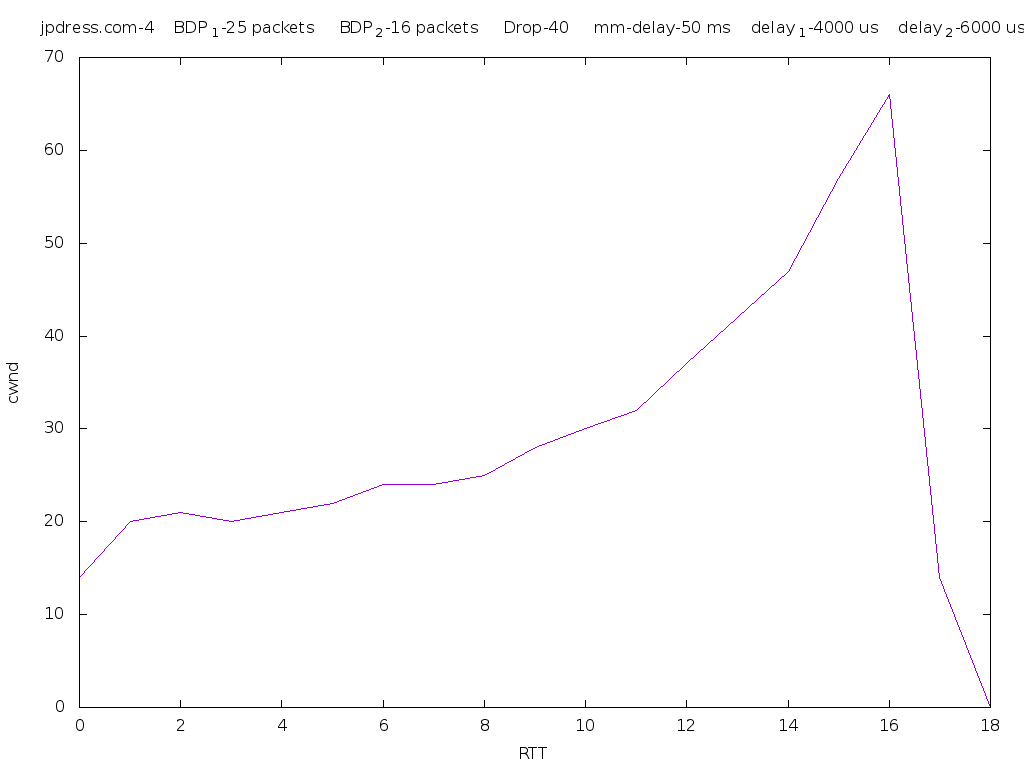 jpdress.com-4 BDP1-25 packets BDP2-16 packets Drop-40 mm-delay-50 ms delay1-4000 us delay2-6000 us
70
60
50
40
30
20
10
0
cwnd
0 2 4 6 8 10 12 14 16 18
RTT